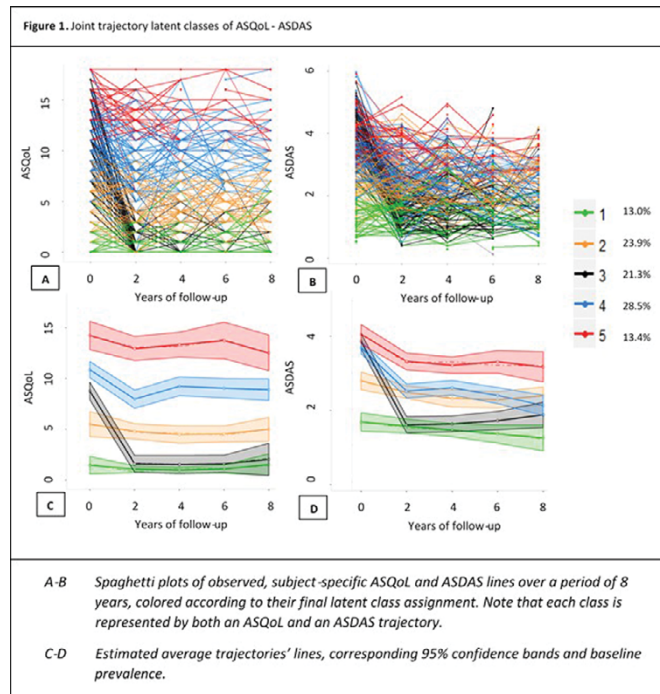 Figure 1. Joint trajectory latent classes of ASQoL - ASDAS
ASQoL
0 5 10 15
0 2 4 6 8
A
Years of follow-up
ASDAS
0 2 4 6
0 2 4 6 8
B
Years of follow-up
1 13.0%
2 23.9%
3 21.3%
4 28.5%
5 13.4%
ASQoL
0 5 10 15
0 2 4 6 8
C
Years of follow-up
ASDAS
0 2 4
0 2 4 6 8
D
Years of follow-up
A-B Spaghetti plots of observed, subject-specific ASQoL and ASDAS lines over a period of 8
years, colored according to their final latent class assignment. Note that each class is
represented by both an ASQoL and an ASDAS trajectory.
C-D Estimated average trajectories' lines, corresponding 95% confidence bands and baseline
prevalence.